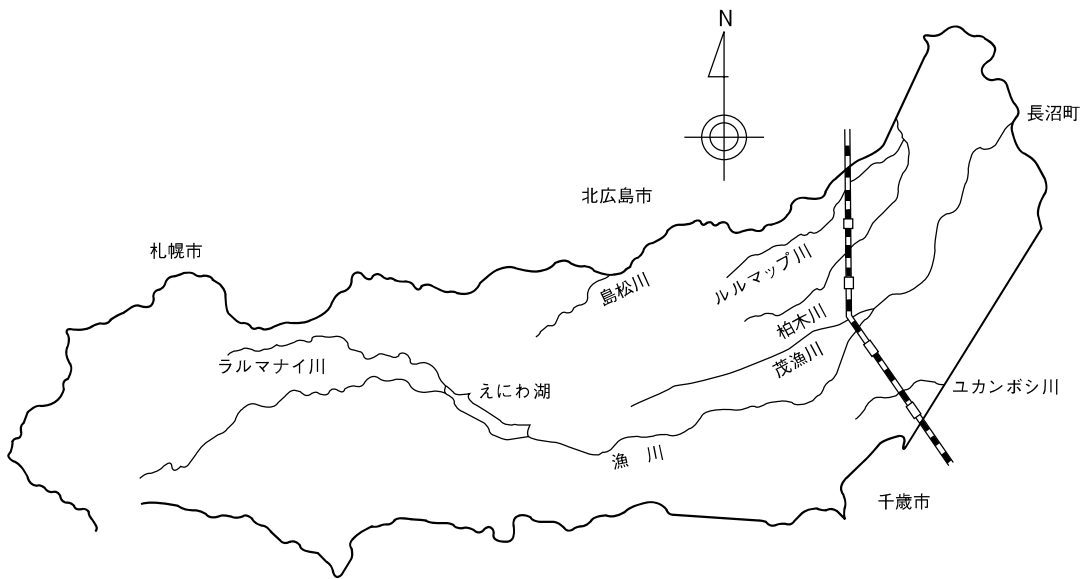 N
長沼町
北広島市
札幌市
ルルマップ川
島松川
柏木川
ラルマナイ川
茂漁川
えにわ湖
ユカンボシ川
漁 川
千歳市